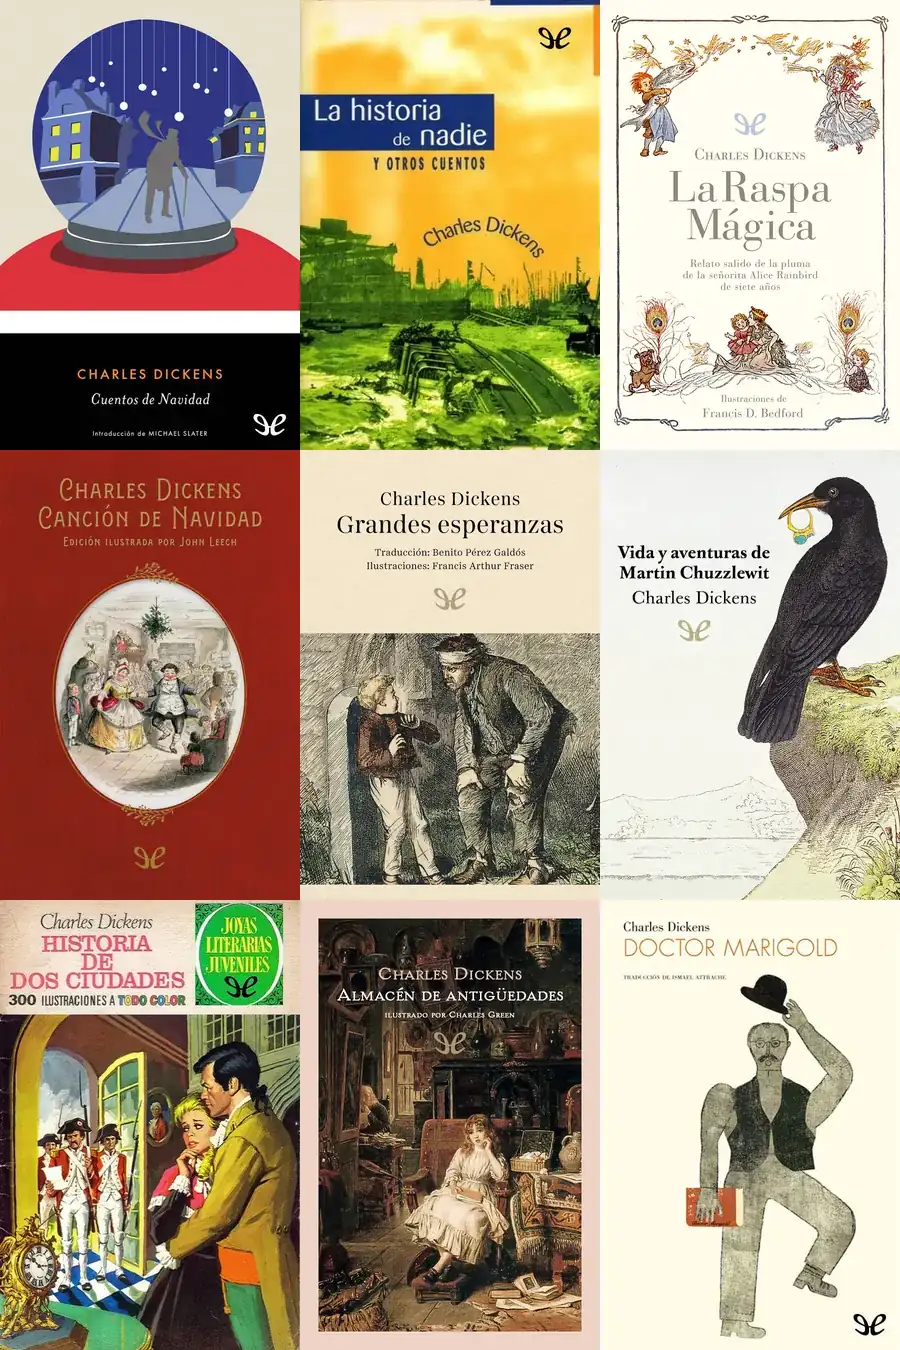 CHARLES DICKENS
Cuentos de Navidad
Introducción de MICHAEL SLATER
La historia
de nadie
Y OTROS CUENTOS
Charles Dickens
CHARLES DICKENS
La Raspa
Mágica
Relato salido de la pluma
de la señorita Alice Rainbird
de siete años
Ilustraciones de
Francis D. Bedford
CHARLES DICKENS
CANCIÓN DE NAVIDAD
EDICIÓN ILUSTRADA POR JOHN LEECH
Charles Dickens
Grandes esperanzas
Traducción: Benito Pérez Galdós
Ilustraciones: Francis Arthur Fraser
Vida y aventuras de
Martin Chuzzlewit
Charles Dickens
Charles Dickens
HISTORIA
DE
DOS CIUDADES
300 ILUSTRACIONES A TODO COLOR
JOYAS
LITERARIAS
JUVENILES
CHARLES DICKENS
ALMACÉN DE ANTIGÜEDADES
ILUSTRADO POR CHARLES GREEN
Charles Dickens
DOCTOR MARIGOLD
TRADUCCIÓN DE ISMAEL ATTRACHE